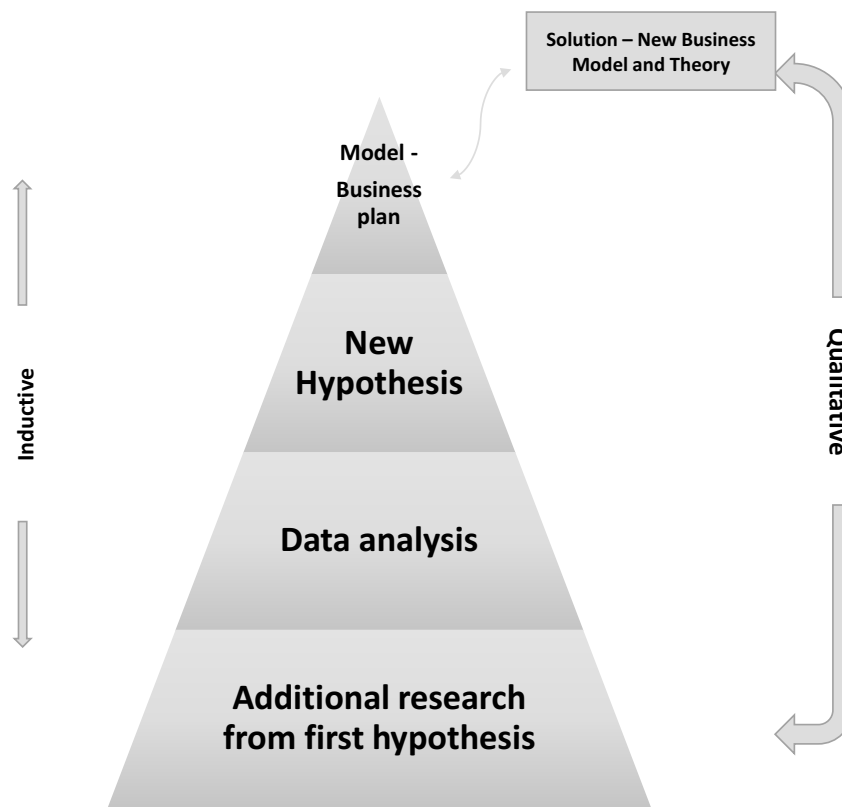 Solution – New Business
Model and Theory
Model -
Business
plan
New
Hypothesis
Inductive
Qualitative
Data analysis
Additional research
from first hypothesis